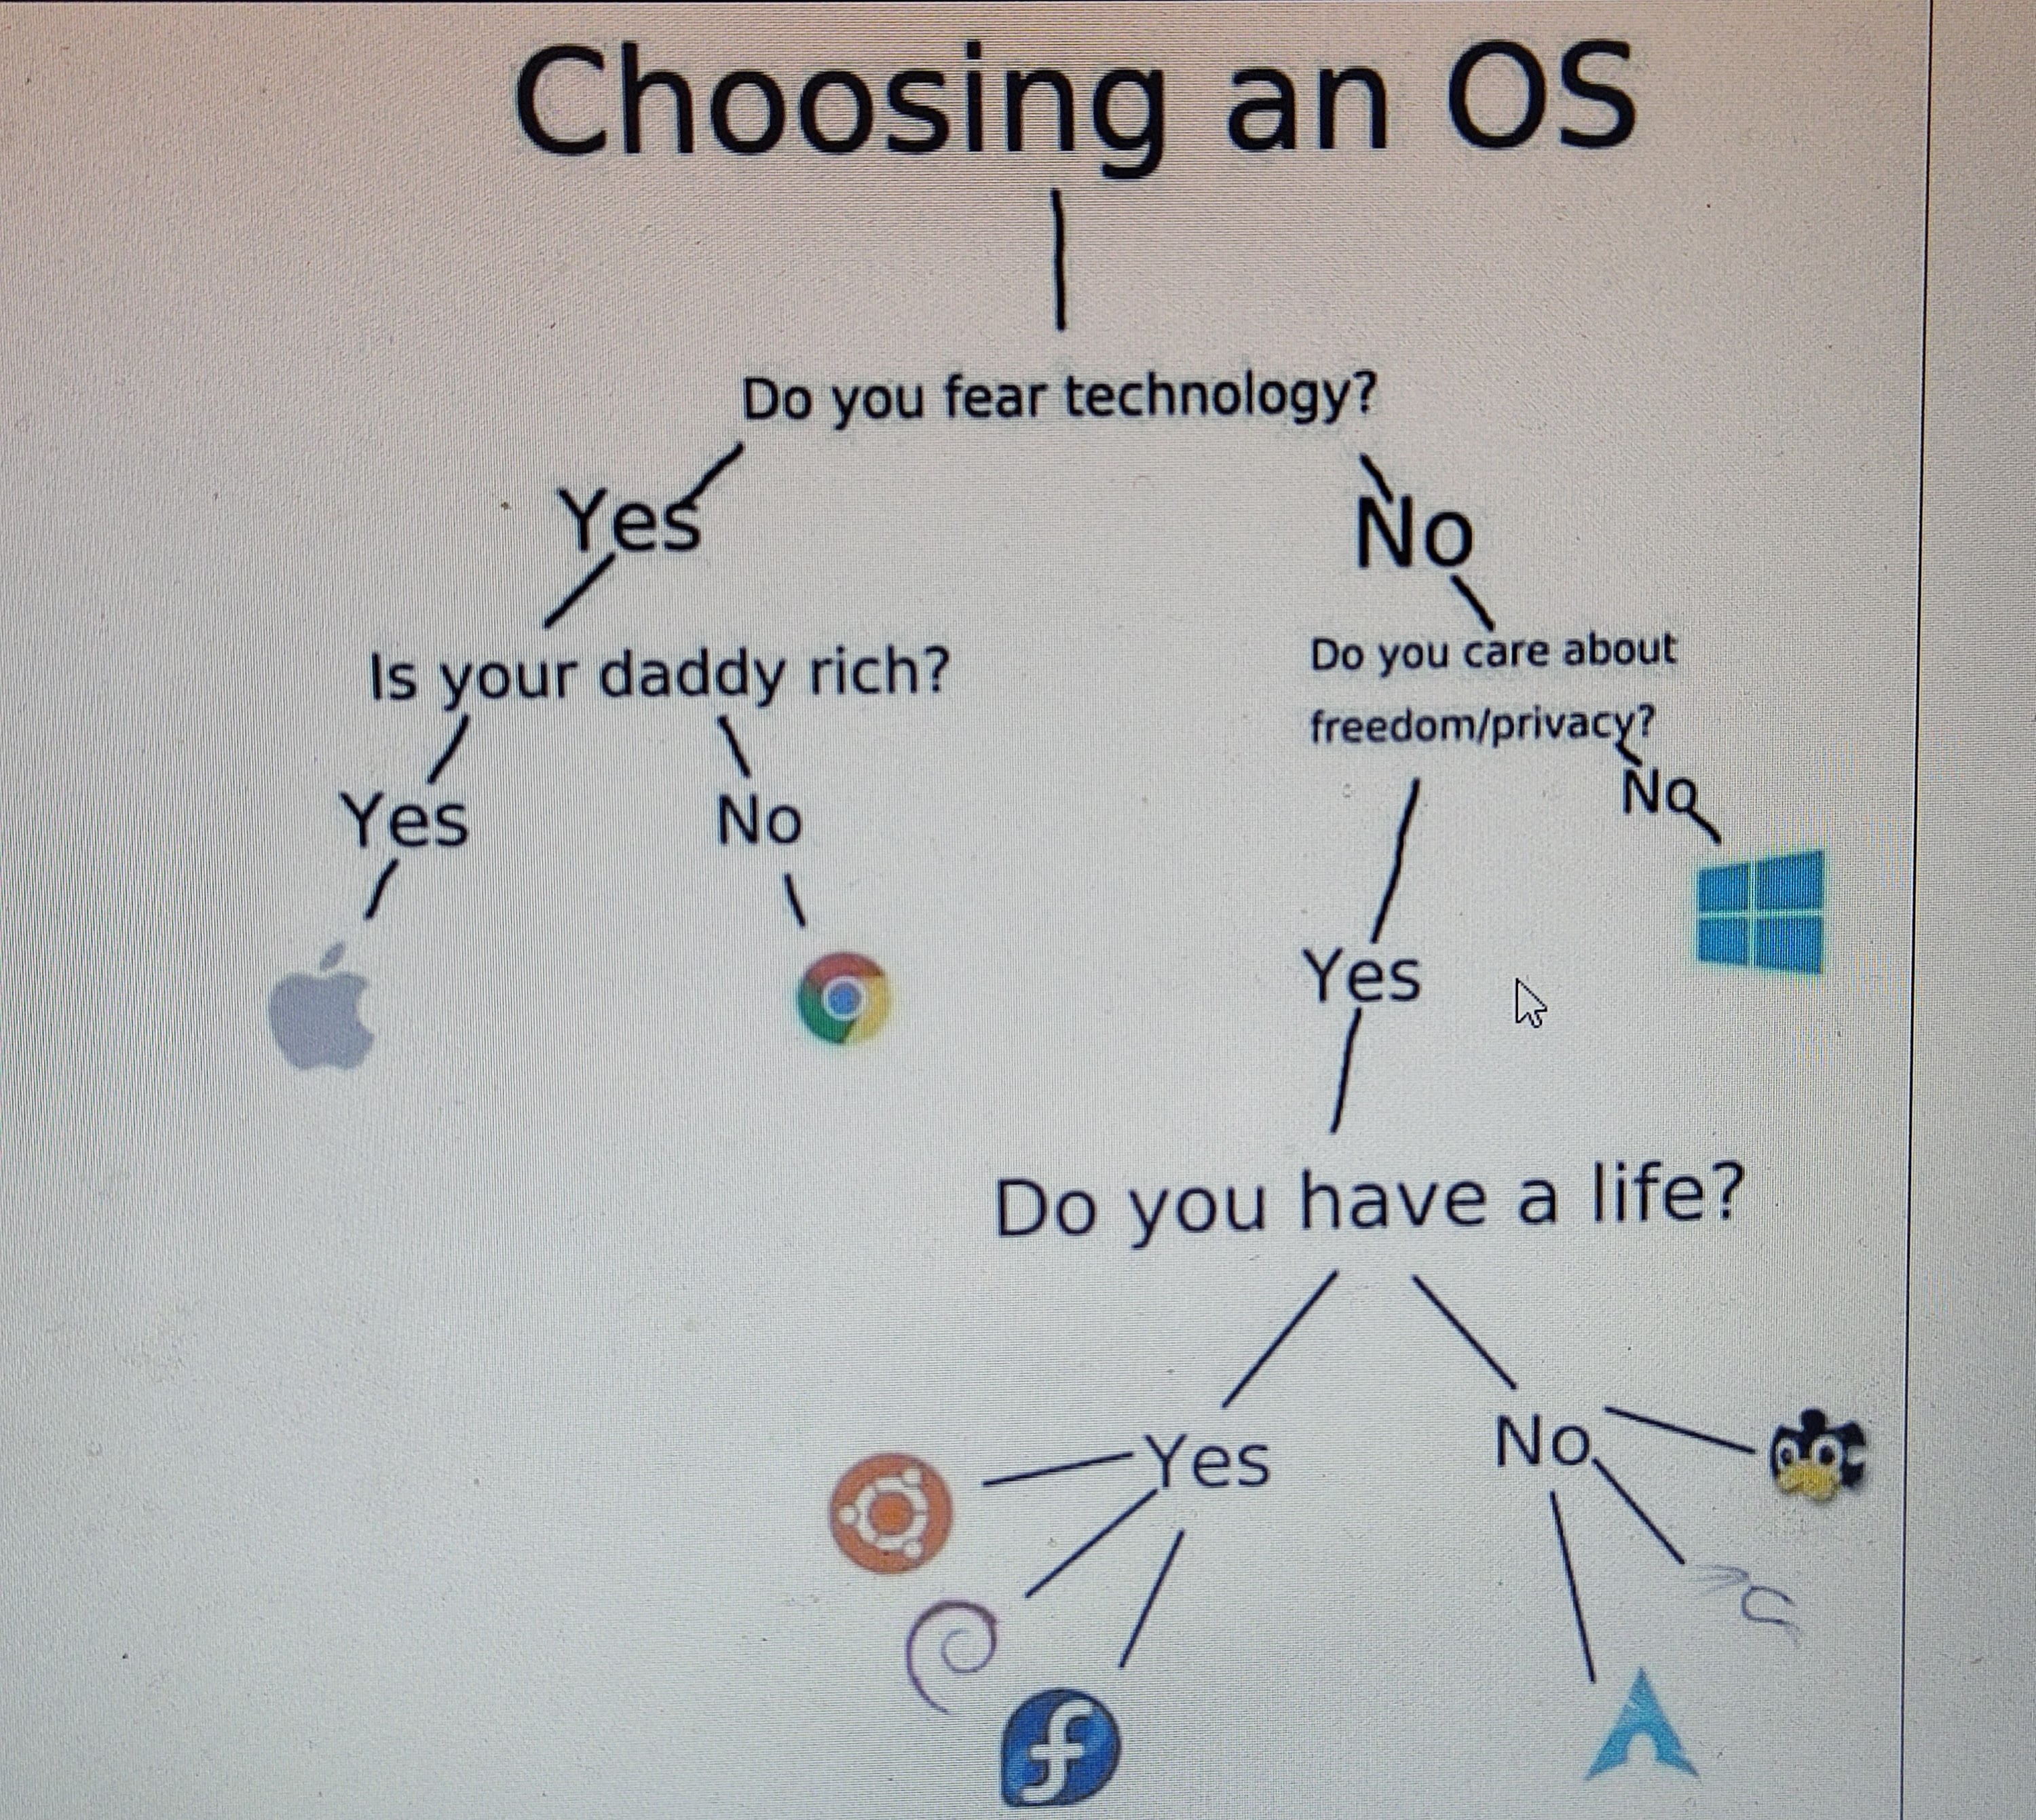 Choosing an OS
Do you fear technology?
Yes
No
Is your daddy rich?
Do you care about
freedom/privacy?
Yes
No
No
Yes
Do you have a life?
Yes
No